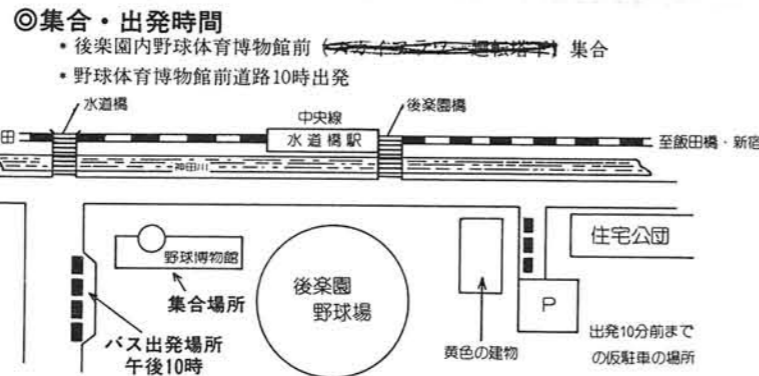 ◎集合・出発時間
・後楽園内野球体育博物館前 集合
・野球体育博物館前道路10時出発
水道橋
中央線
後楽園橋
田
水道橋駅
至飯田橋・新宿
神田川
野球博物館
集合場所
後楽園
野球場
住宅公団
P
バス出発場所
午後10時
黄色の建物
出発10分前まで
の仮駐車の場所